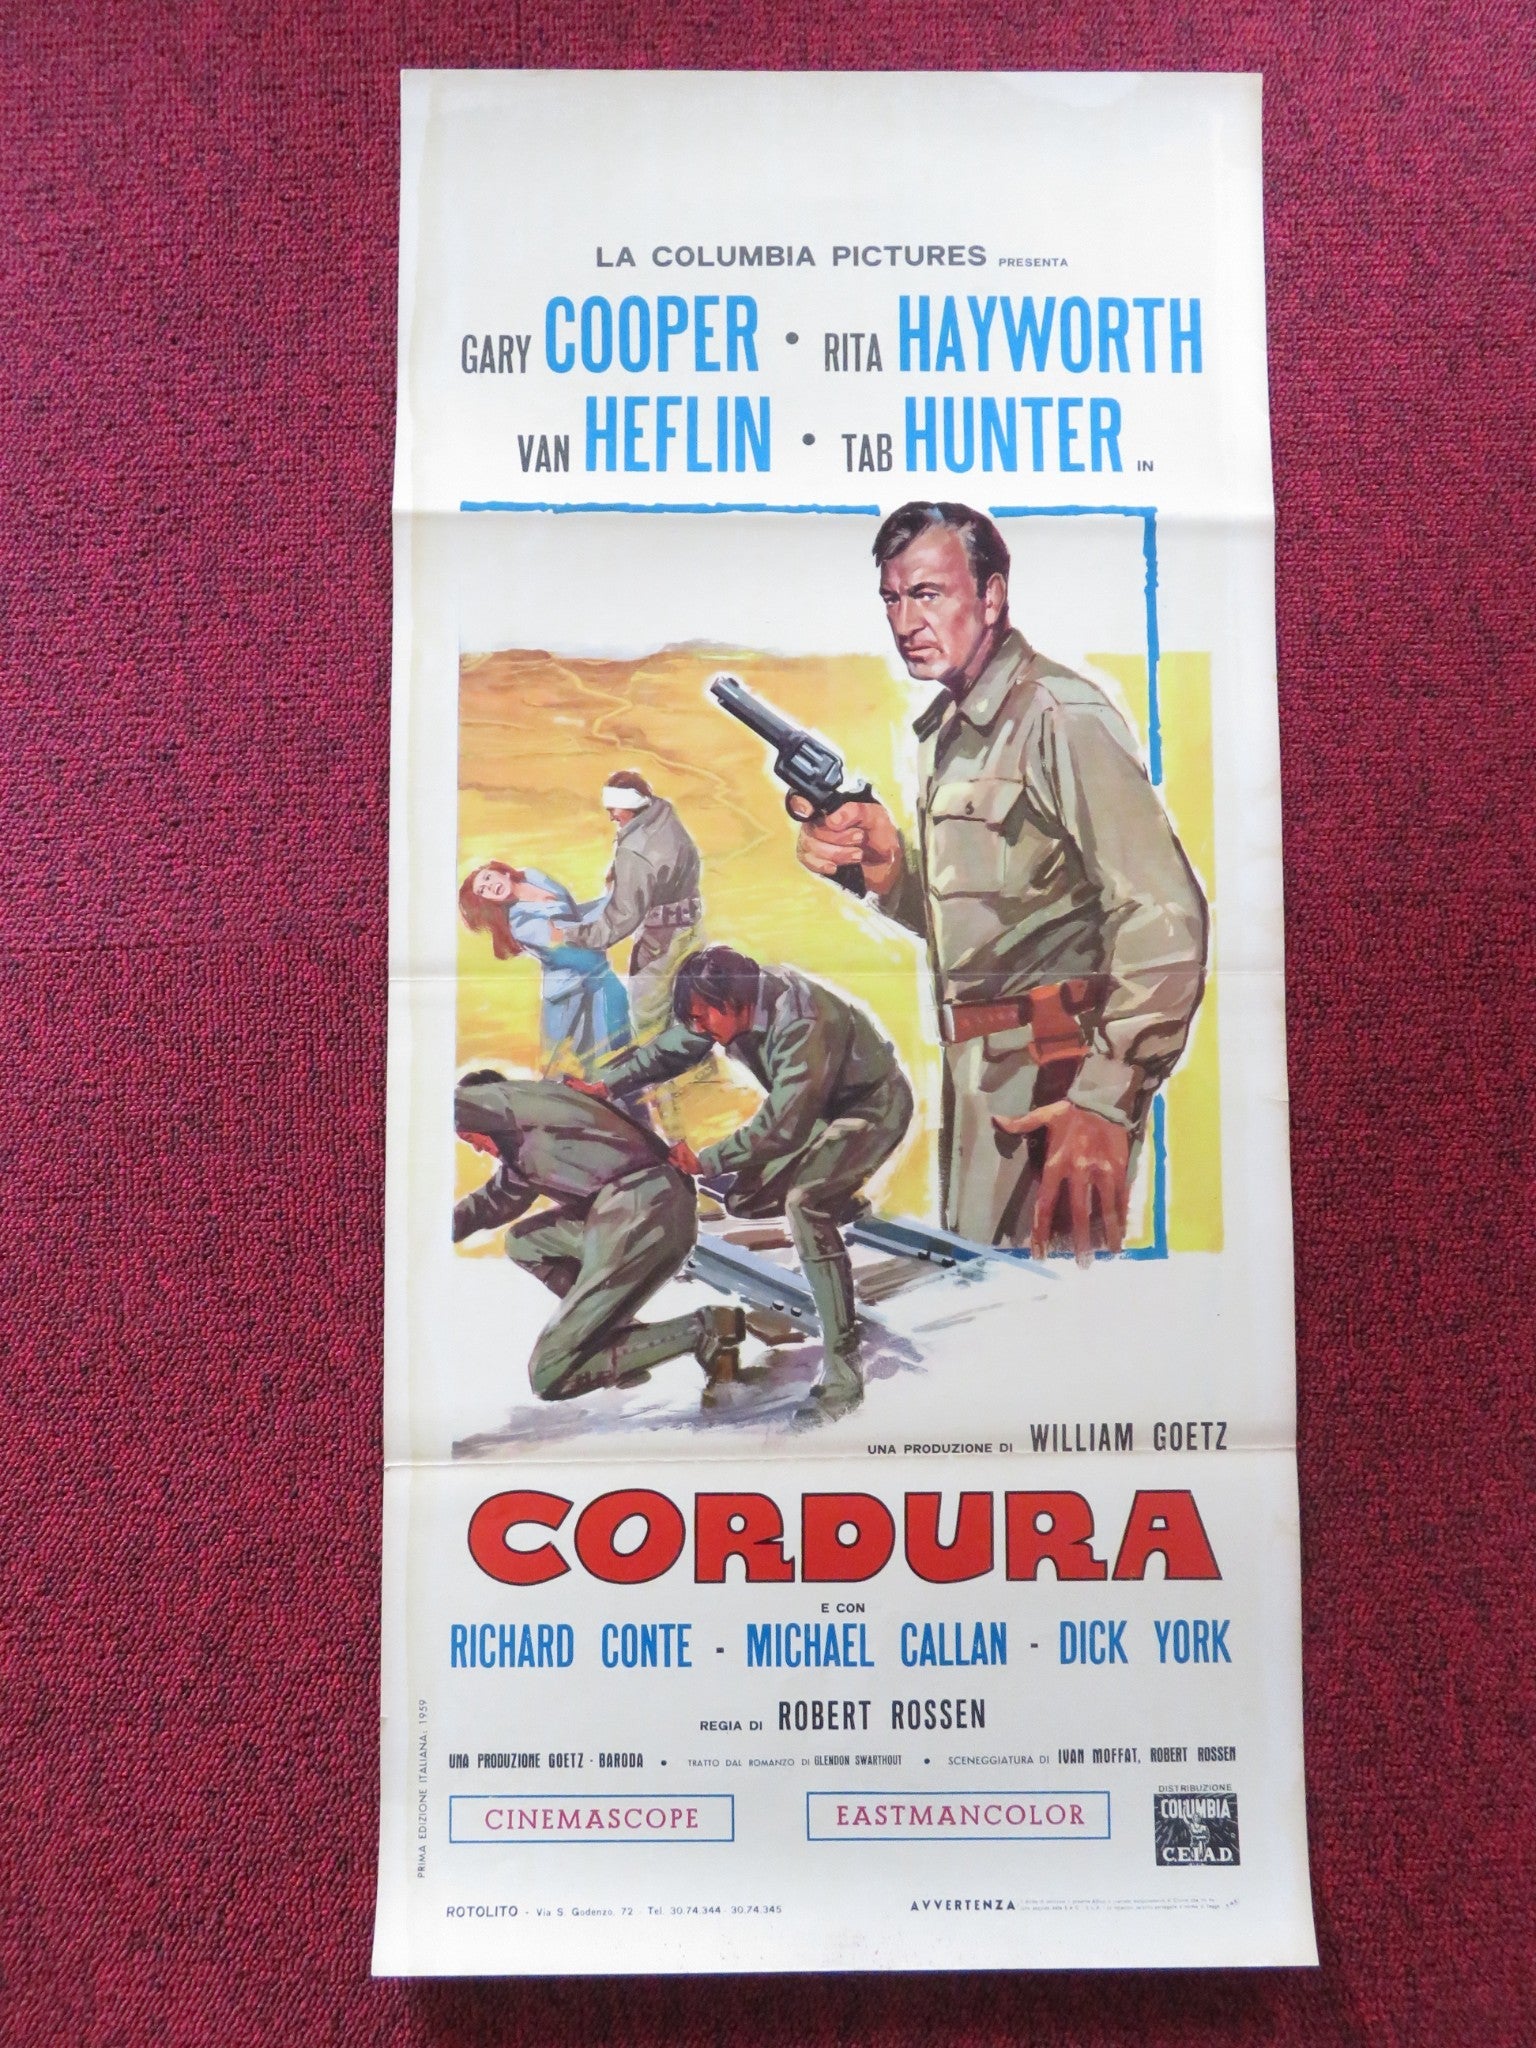 LA COLUMBIA PICTURES PRESENTA
GARY COOPER • RITA HAYWORTH
VAN HEFLIN • TAB HUNTER IN
UNA PRODUZIONE DI WILLIAM GOETZ
CORDURA
E CON
RICHARD CONTE - MICHAEL CALLAN - DICK YORK
REGIA DI ROBERT ROSSEN
UNA PRODUZIONE GOETZ - BARODA • TRATTO DAL ROMANZO DI GLENDON SWARTHOUT • SCENEGGIATURA DI IVAN MOFFAT, ROBERT ROSSEN
CINEMASCOPE
EASTMANCOLOR
DISTRIBUZIONE
COLUMBIA
C.E.I.A.D.
PRIMA EDIZIONE ITALIANA: 1959
ROTOLITO - Via S. Godenzo, 72 - Tel. 30.74.344 - 30.74.345
AVVERTENZA